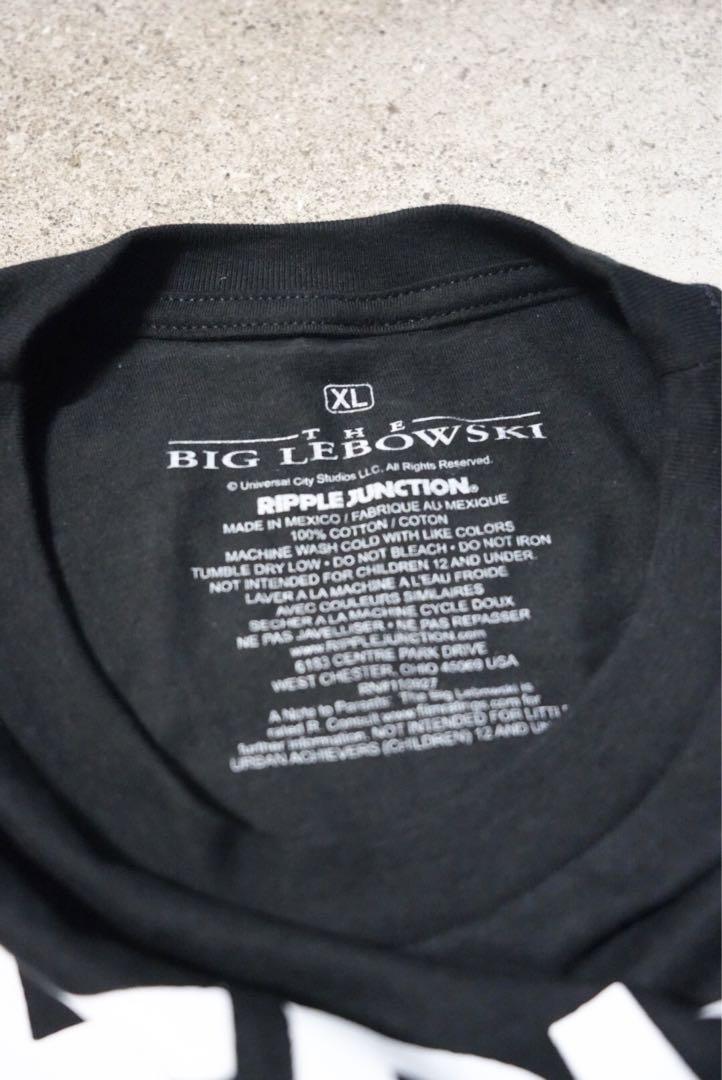 XL
THE
BIG LEBOWSKI
© Universal City Studios LLC. All Rights Reserved.
RIPPLE JUNCTION®
MADE IN MEXICO / FABRIQUE AU MEXIQUE
100% COTTON / COTON
MACHINE WASH COLD WITH LIKE COLORS
TUMBLE DRY LOW • DO NOT BLEACH • DO NOT IRON
NOT INTENDED FOR CHILDREN 12 AND UNDER.
LAVER A LA MACHINE A L'EAU FROIDE
AVEC COULEURS SIMILAIRES
SECHER A LA MACHINE CYCLE DOUX
NE PAS JAVELLISER • NE PAS REPASSER
www.RIPPLEJUNCTION.com
6183 CENTRE PARK DRIVE
WEST CHESTER, OHIO 45069 USA
A Note to Parents: The Big Lebowski is
rated R. Consult www.filmratings.com for
further information. NOT INTENDED FOR
URBAN ACHIEVERS (CHILDREN) 12 AND